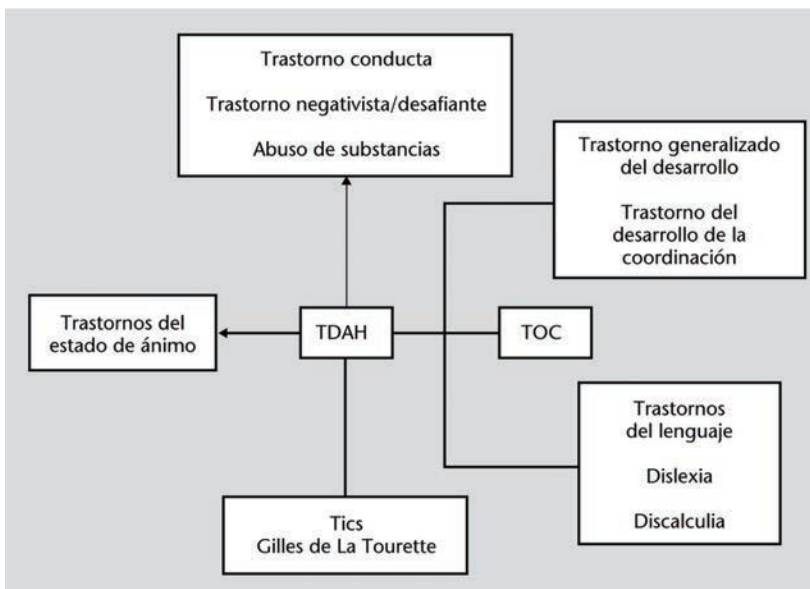 Trastorno conducta
Trastorno negativista/desafiante
Abuso de substancias
Trastorno generalizado
del desarrollo
Trastorno del
desarrollo de la
coordinación
Trastornos del
estado de ánimo
TDAH
TOC
Trastornos
del lenguaje
Dislexia
Discalculia
Tics
Gilles de La Tourette